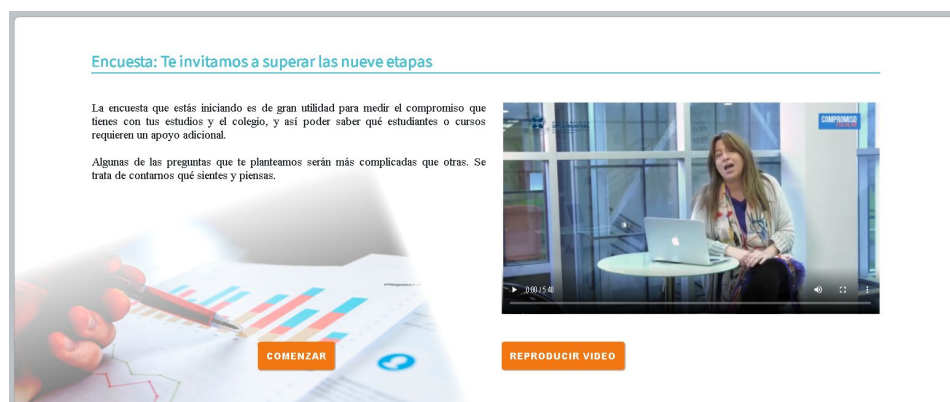 Encuesta: Te invitamos a superar las nueve etapas
La encuesta que estás iniciando es de gran utilidad para medir el compromiso que
tienes con tus estudios y el colegio, y así poder saber qué estudiantes o cursos
requieren un apoyo adicional.
Algunas de las preguntas que te planteamos serán más complicadas que otras. Se
trata de contarnos qué sientes y piensas.
COMPROMISO
0:00 / 5:40
COMENZAR
REPRODUCIR VIDEO